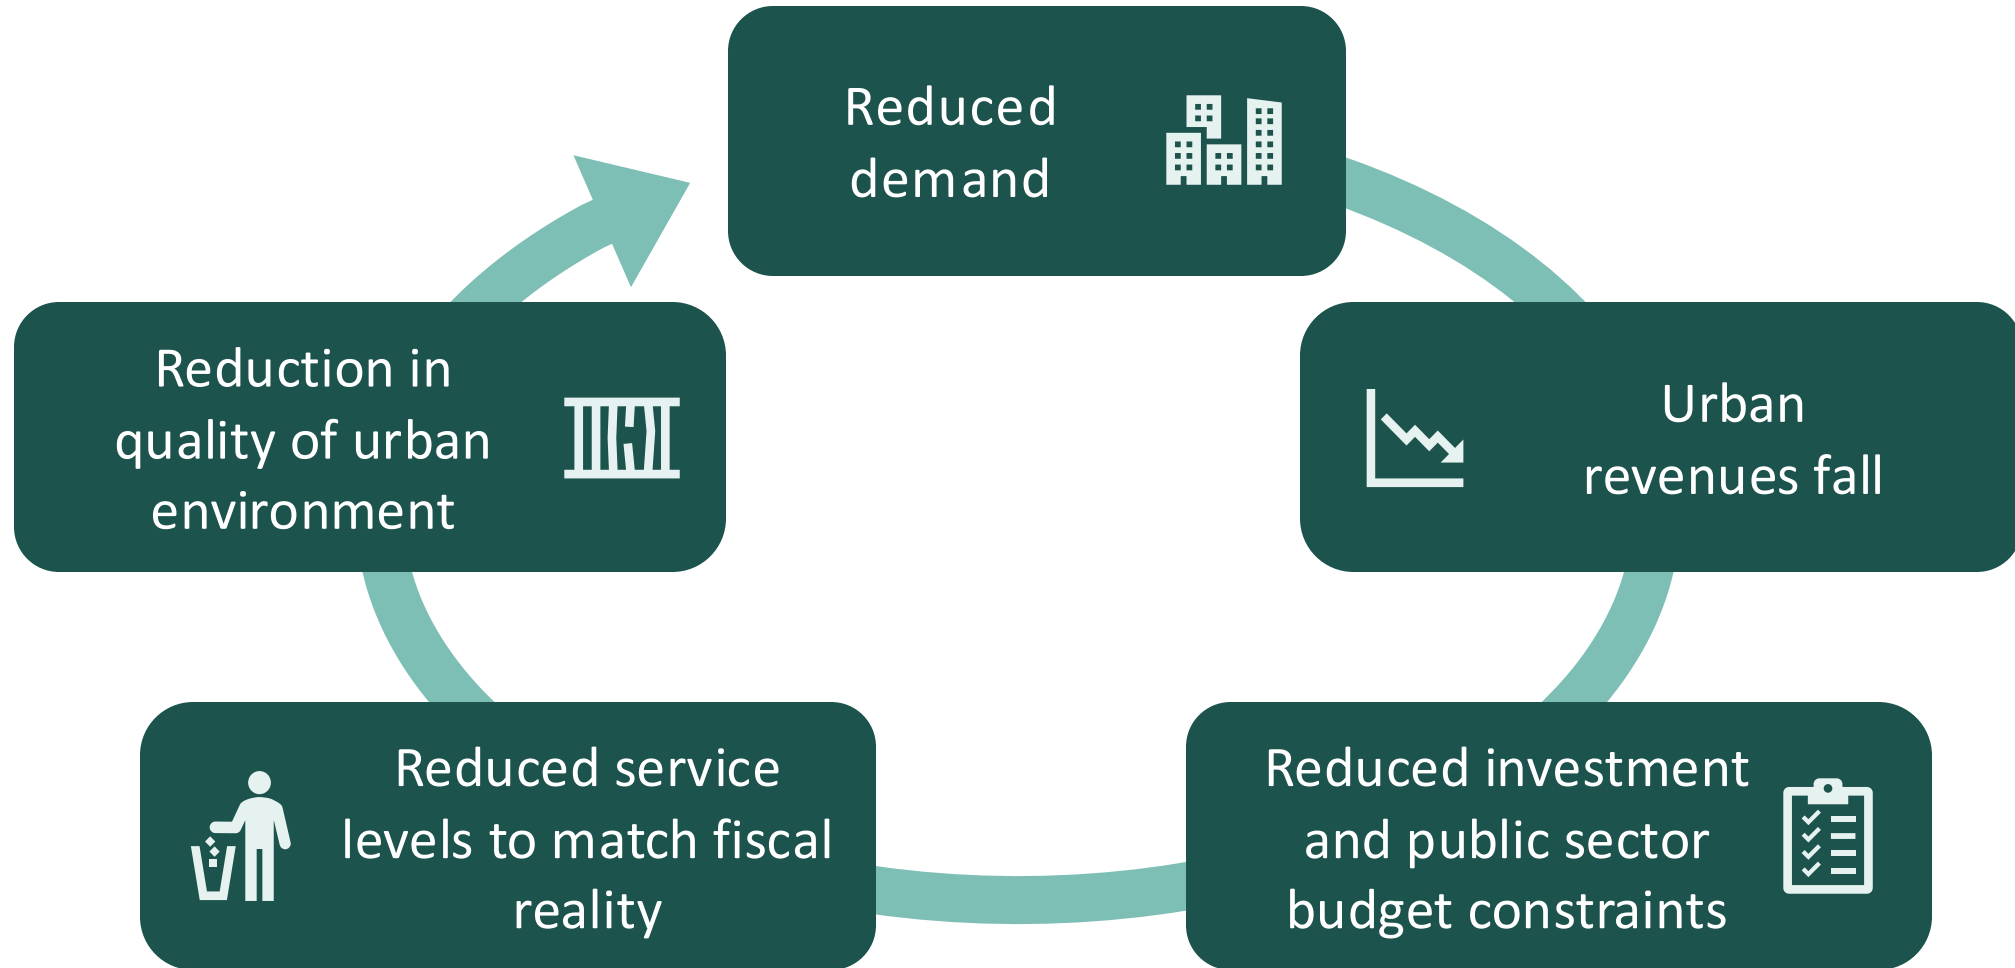 Reduced
demand
Urban
revenues fall
Reduced investment
and public sector
budget constraints
Reduced service
levels to match fiscal
reality
Reduction in
quality of urban
environment